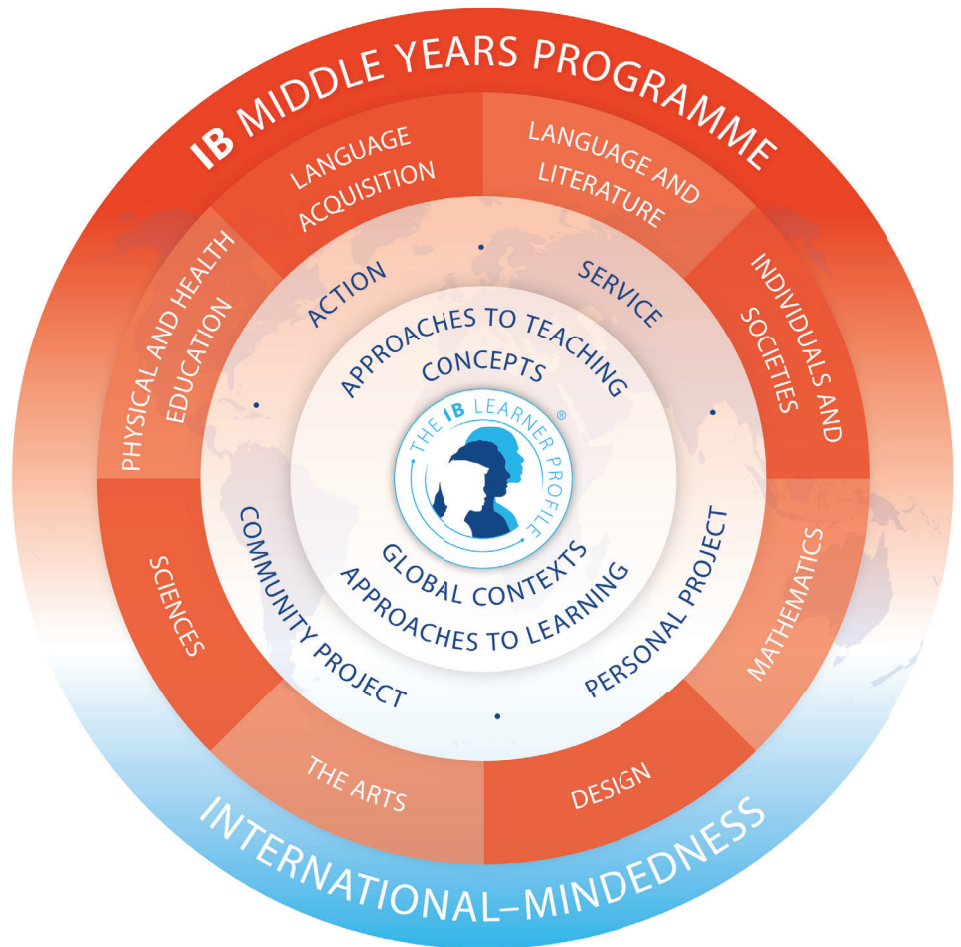 IB MIDDLE YEARS PROGRAMME
LANGUAGE
ACQUISITION
LANGUAGE AND
LITERATURE
INDIVIDUALS AND
SOCIETIES
MATHEMATICS
DESIGN
THE ARTS
SCIENCES
PHYSICAL AND HEALTH
EDUCATION
ACTION
SERVICE
PERSONAL PROJECT
COMMUNITY PROJECT
APPROACHES TO TEACHING
CONCEPTS
THE IB LEARNER PROFILE
®
GLOBAL CONTEXTS
APPROACHES TO LEARNING
INTERNATIONAL–MINDEDNESS